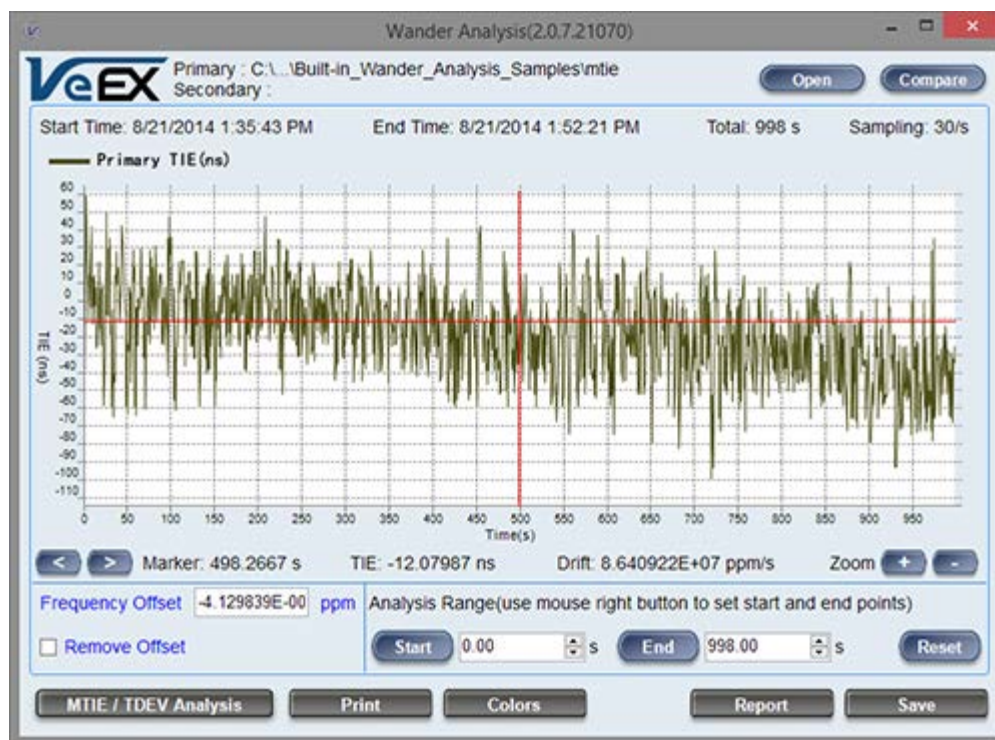 Wander Analysis(2.0.7.21070)
VeEX
Primary : C:\...\Built-in_Wander_Analysis_Samples\mtie
Secondary :
Open
Compare
Start Time: 8/21/2014 1:35:43 PM
End Time: 8/21/2014 1:52:21 PM
Total: 998 s
Sampling: 30/s
Primary TIE(ns)
60
50
40
30
20
10
0
-10
-20
-30
-40
-50
-60
-70
-80
-90
-100
-110
TIE (ns)
0 50 100 150 200 250 300 350 400 450 500 550 600 650 700 750 800 850 900 950
Time(s)
< > Marker: 498.2667 s TIE: -12.07987 ns Drift: 8.640922E+07 ppm/s Zoom + -
Frequency Offset -4.129839E-00 ppm
Remove Offset
Analysis Range(use mouse right button to set start and end points)
Start 0.00 s End 998.00 s Reset
MTIE / TDEV Analysis Print Colors Report Save